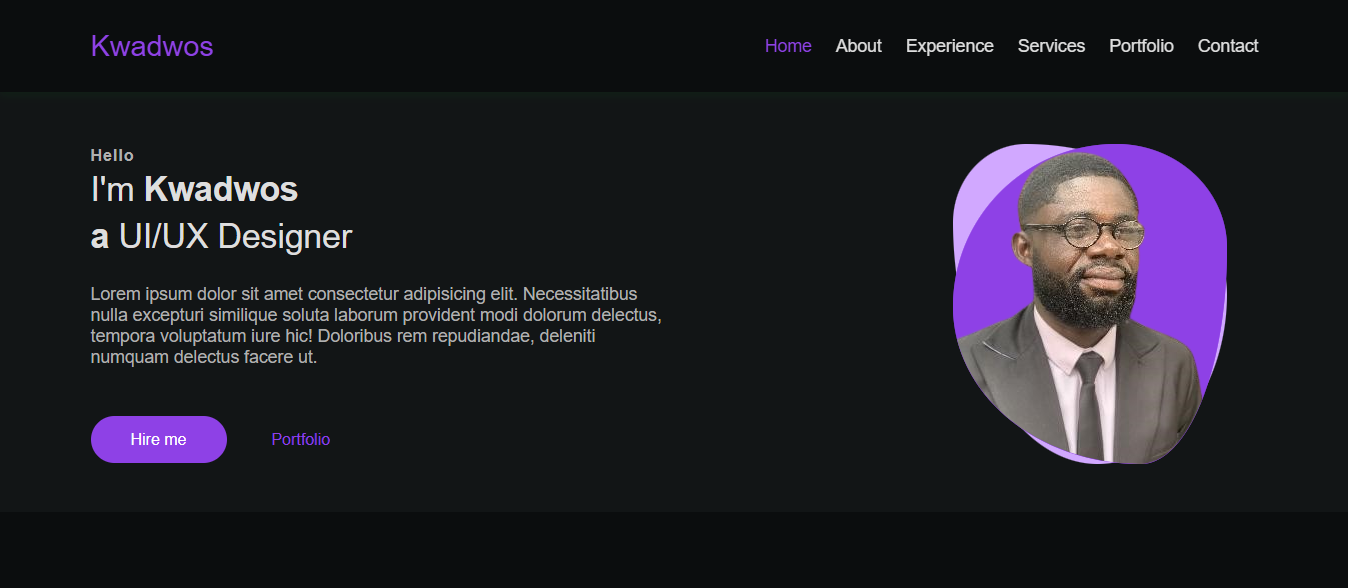 Kwadwos
Home About Experience Services Portfolio Contact
Hello
I'm Kwadwos
a UI/UX Designer
Lorem ipsum dolor sit amet consectetur adipisicing elit. Necessitatibus
nulla excepturi similique soluta laborum provident modi dolorum delectus,
tempora voluptatum iure hic! Doloribus rem repudiandae, deleniti
numquam delectus facere ut.
Hire me
Portfolio